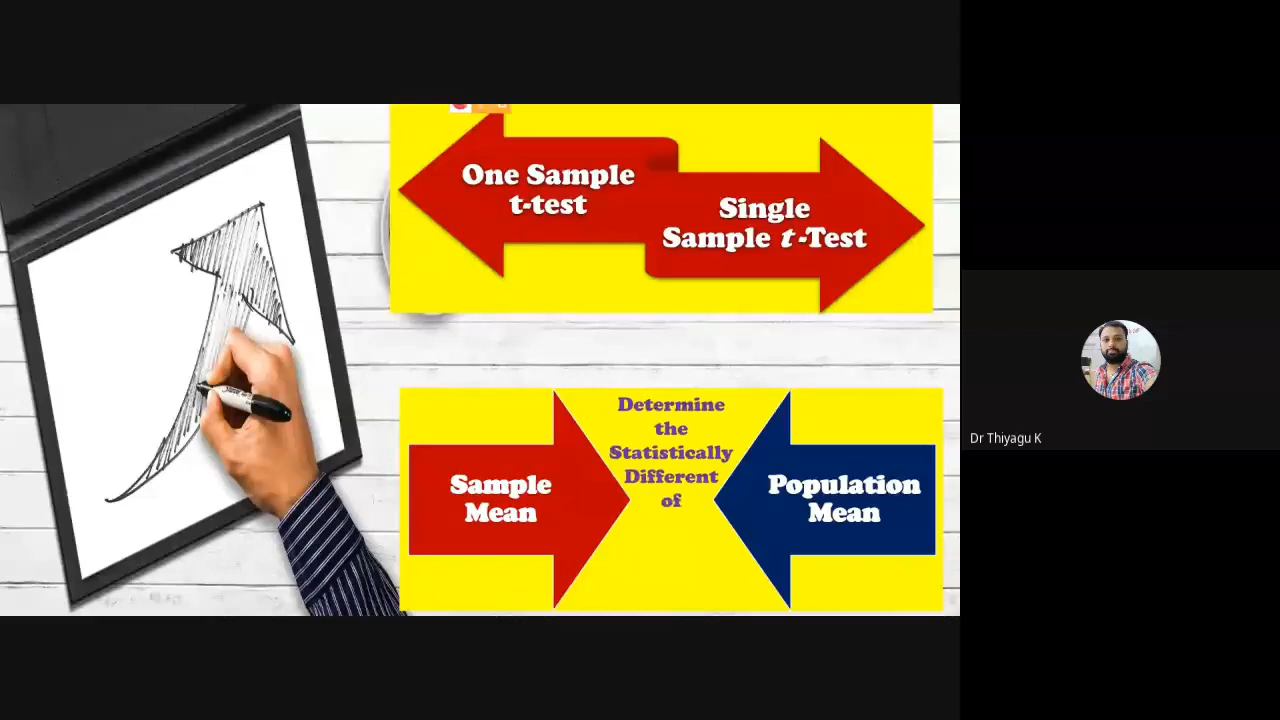 One Sample
t-test
Single
Sample t-Test
Determine
the
Statistically
Different
of
Sample
Mean
Population
Mean
Dr Thiyagu K